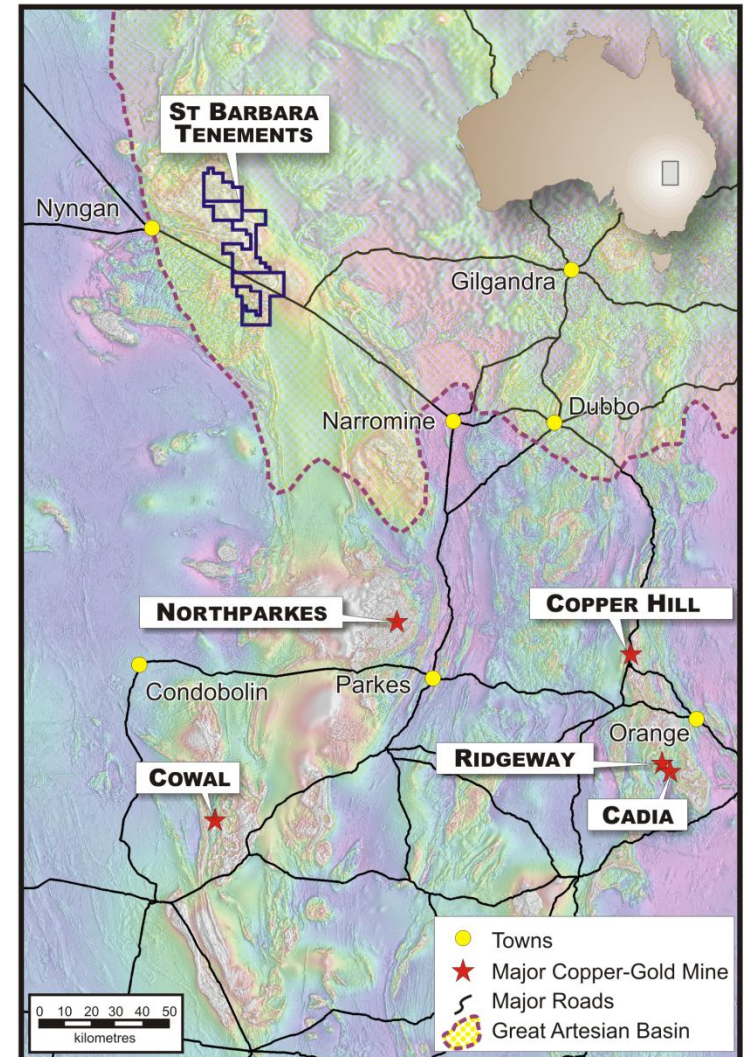 ST BARBARA
TENEMENTS
Nyngan
Gilgandra
Narromine
Dubbo
NORTHPARKES
COPPER HILL
Condobolin
Parkes
Orange
RIDGEWAY
COWAL
CADIA
Towns
Major Copper-Gold Mine
Major Roads
Great Artesian Basin
0 10 20 30 40 50
kilometres